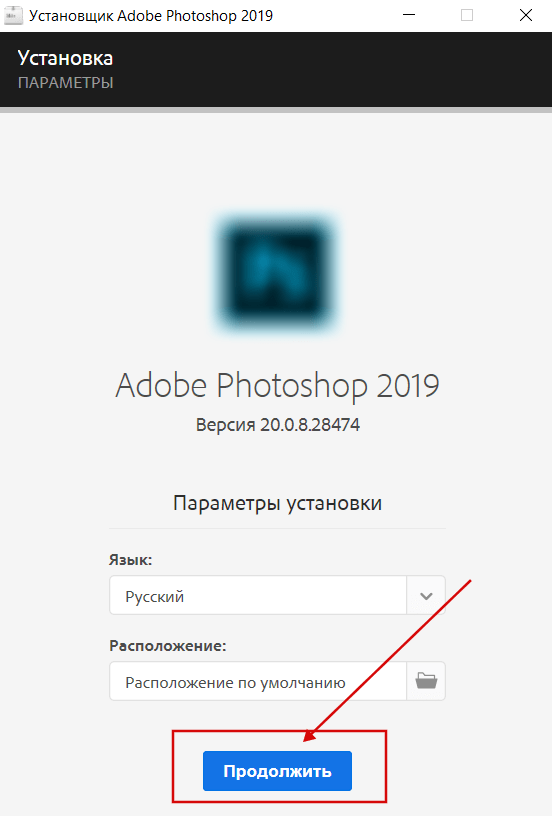 Установщик Adobe Photoshop 2019
Установка
ПАРАМЕТРЫ
Adobe Photoshop 2019
Версия 20.0.8.28474
Параметры установки
Язык:
Русский
Расположение:
Расположение по умолчанию
Продолжить